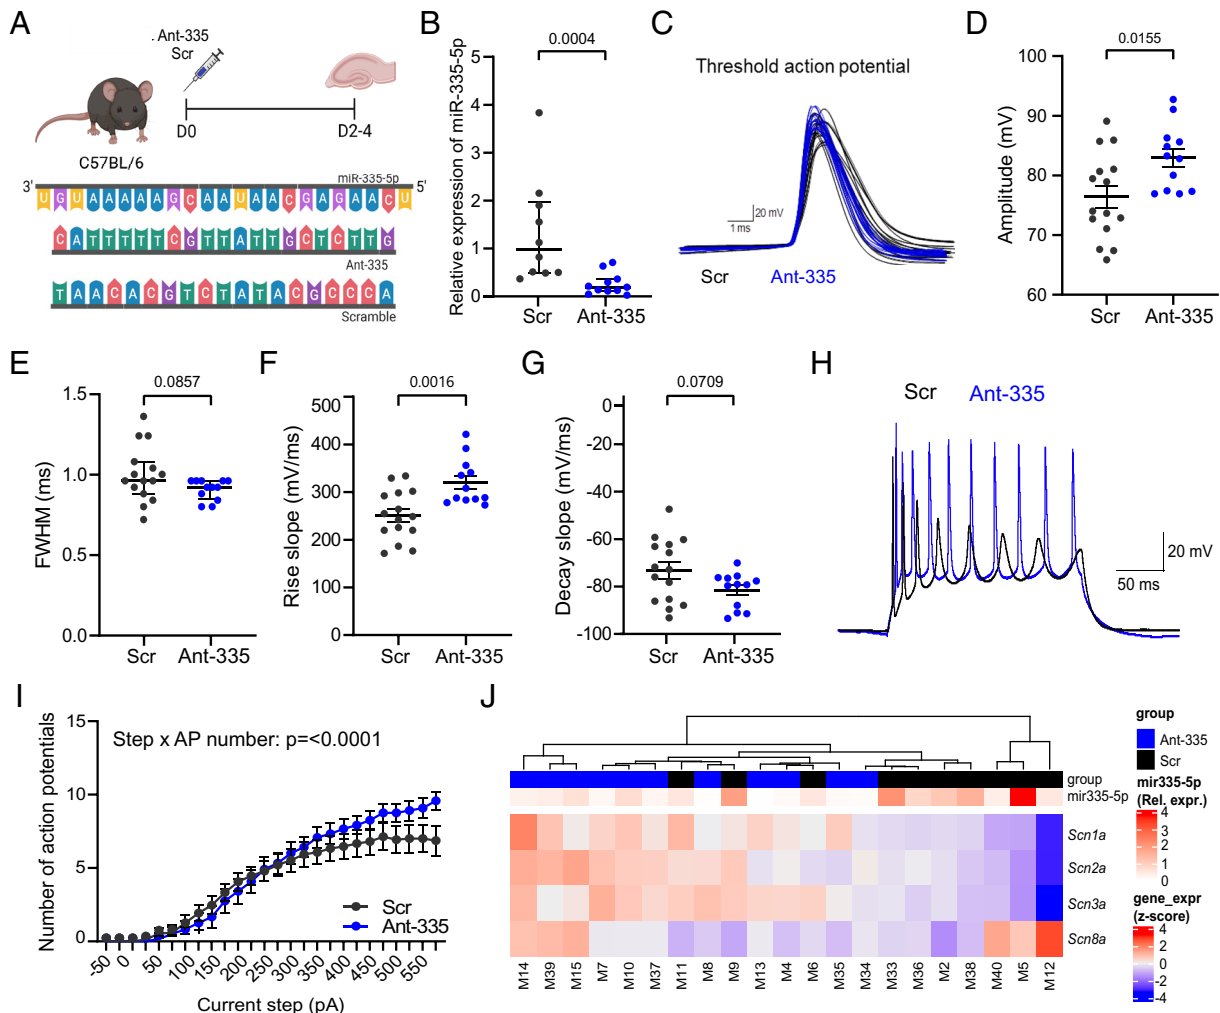 A
. Ant-335
Scr
D0
D2-4
C57BL/6
miR-335-5p
3'
5'
U G U A A A A A G C A A U A A C G A G A A C U
C A T T T T T C G T T A T T G C T C T T G
Ant-335
T A A C A C G T C T A T A C G C C C A
Scramble
B
0.0004
Relative expression of miR-335-5p
5
4
3
2
1
0
Scr
Ant-335
C
Threshold action potential
20 mV
1 ms
Scr
Ant-335
D
0.0155
Amplitude (mV)
100
90
80
70
60
Scr
Ant-335
E
0.0857
FWHM (ms)
1.5
1.0
0.5
0.0
Scr
Ant-335
F
0.0016
Rise slope (mV/ms)
500
400
300
200
100
0
Scr
Ant-335
G
0.0709
Decay slope (mV/ms)
0
-20
-40
-60
-80
-100
Scr
Ant-335
H
Scr
Ant-335
20 mV
50 ms
I
Number of action potentials
15
10
5
0
Step x AP number: p=<0.0001
Scr
Ant-335
-50 0 50 100 150 200 250 300 350 400 450 500 550
Current step (pA)
J
group
mir335-5p
Scn1a
Scn2a
Scn3a
Scn8a
M14 M39 M15 M7 M10 M37 M11 M8 M9 M13 M4 M6 M35 M34 M33 M36 M2 M38 M40 M5 M12
group
Ant-335
Scr
mir335-5p
(Rel. expr.)
4
3
2
1
0
gene_expr
(z-score)
4
2
0
-2
-4